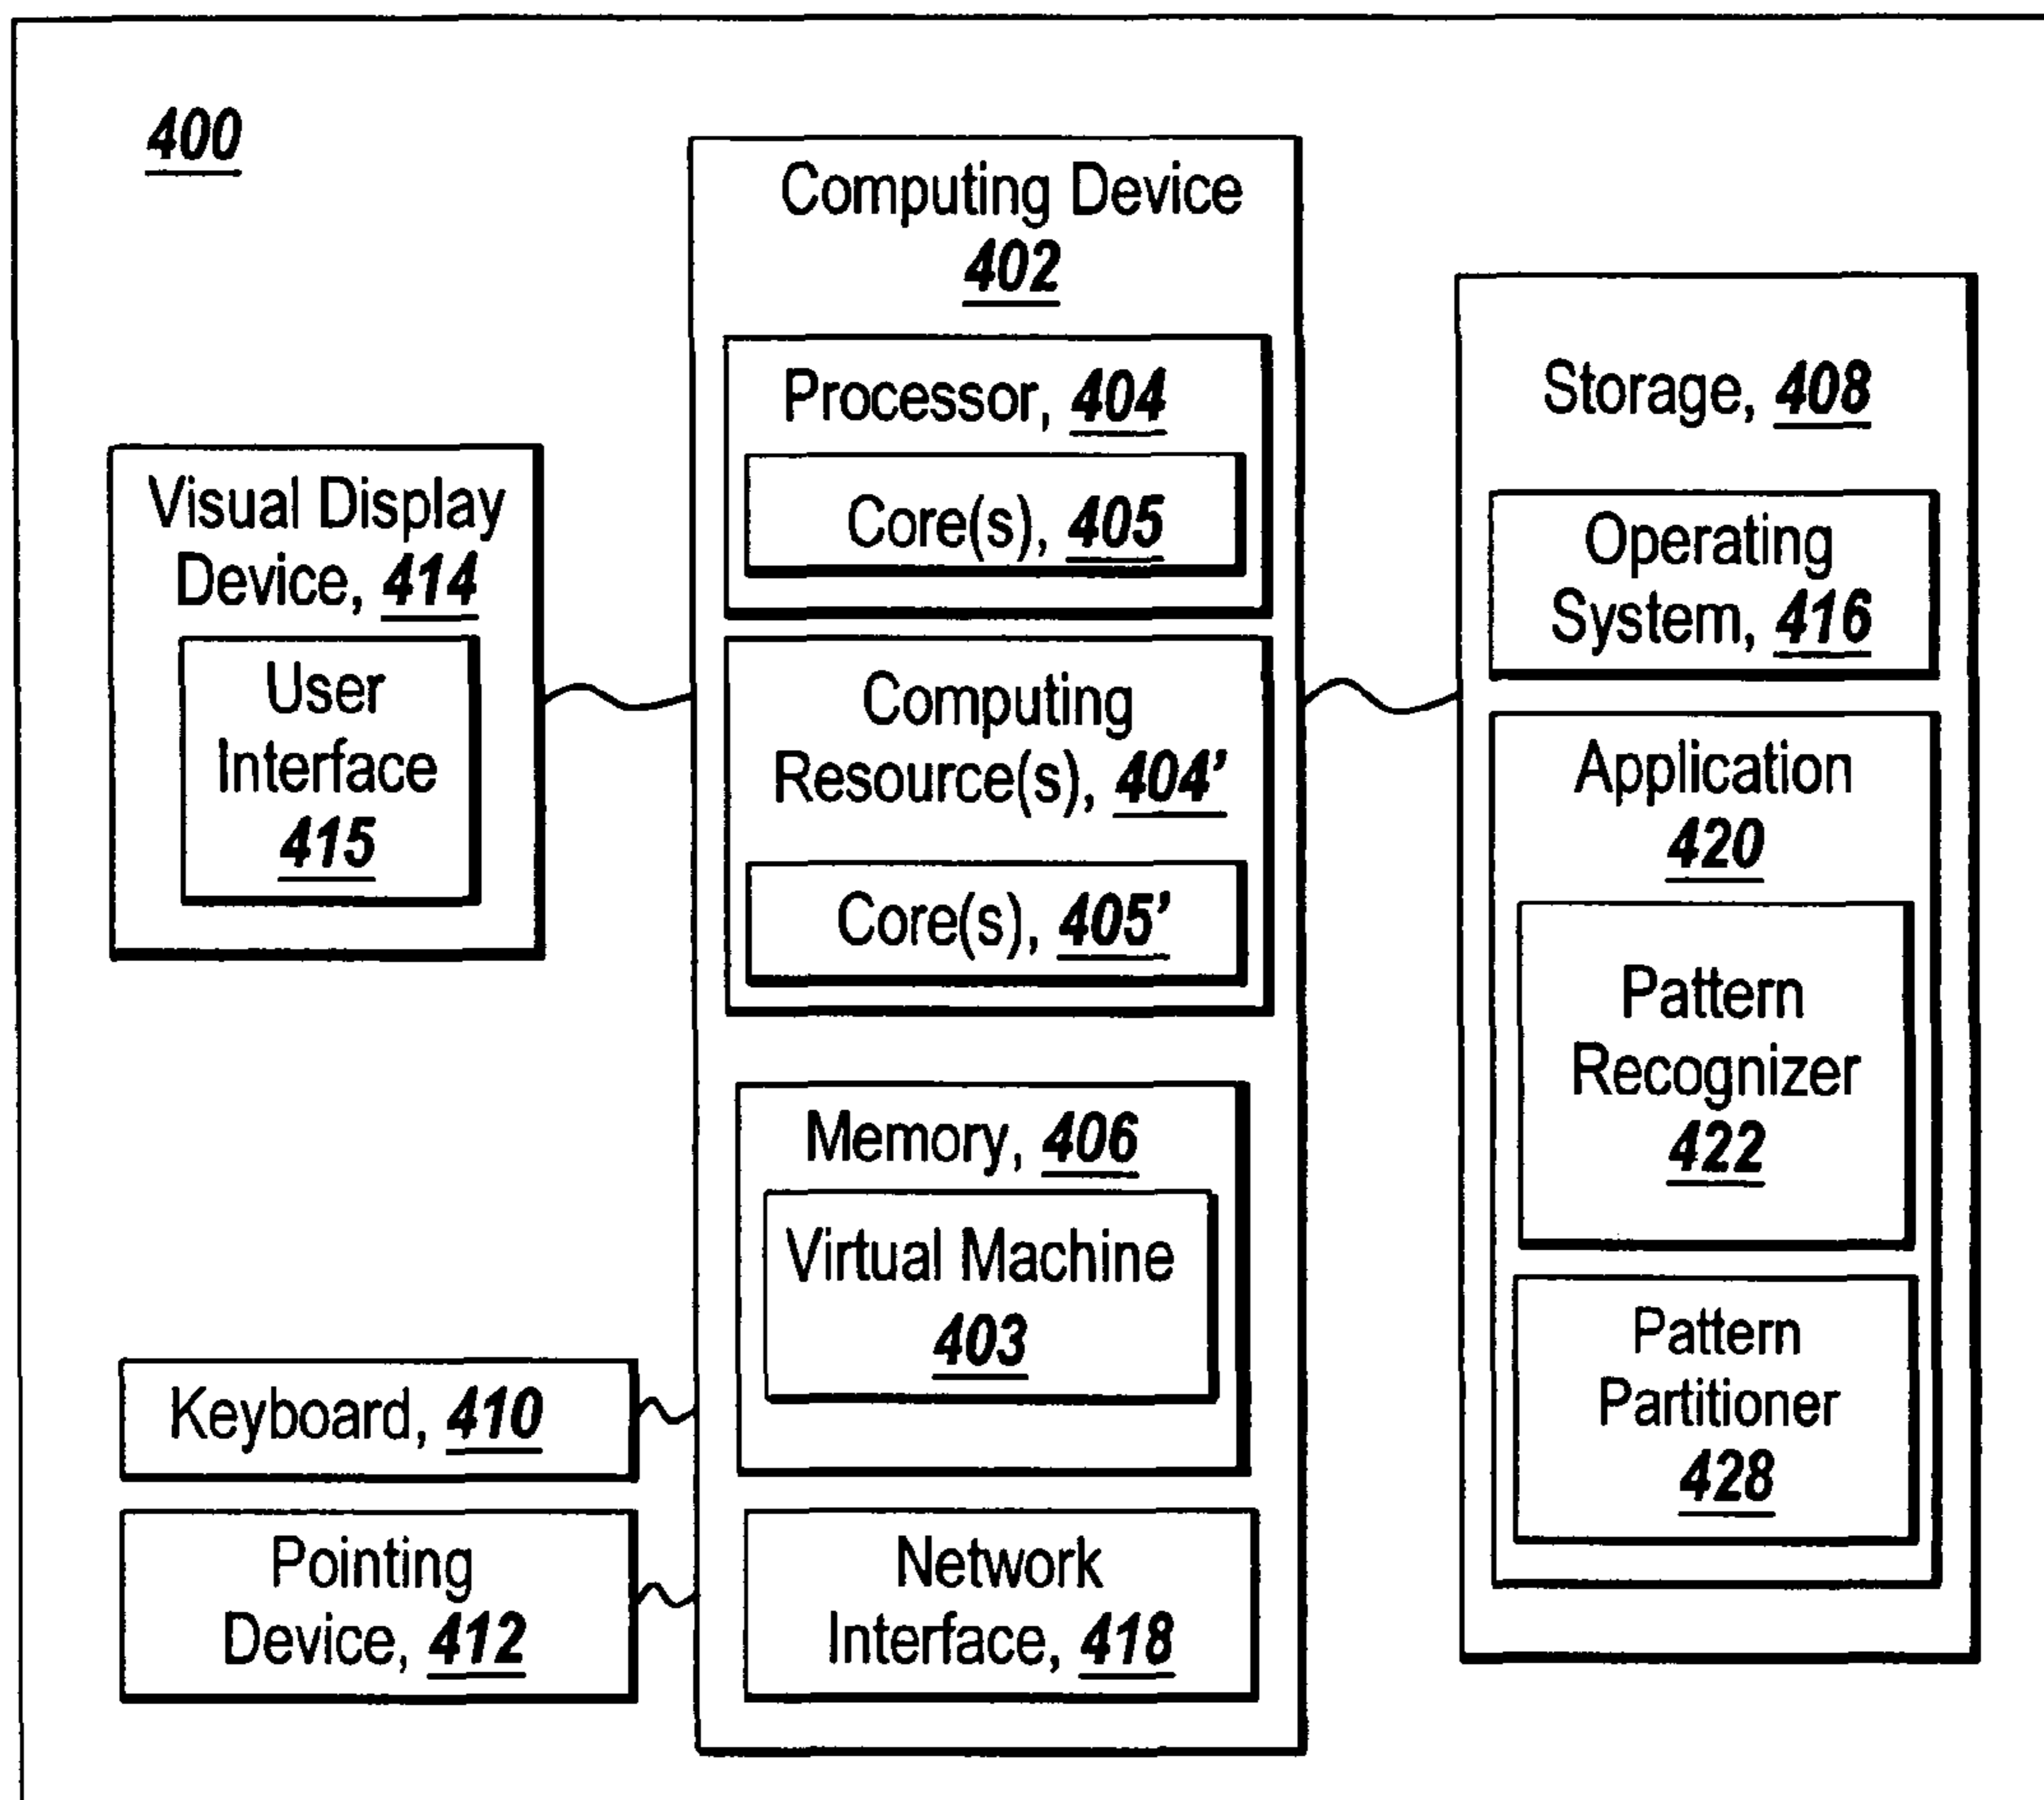 400
Computing Device
402
Processor, 404
Core(s), 405
Computing
Resource(s), 404’
Core(s), 405’
Memory, 406
Virtual Machine
403
Network
Interface, 418
Visual Display
Device, 414
User
Interface
415
Keyboard, 410
Pointing
Device, 412
Storage, 408
Operating
System, 416
Application
420
Pattern
Recognizer
422
Pattern
Partitioner
428